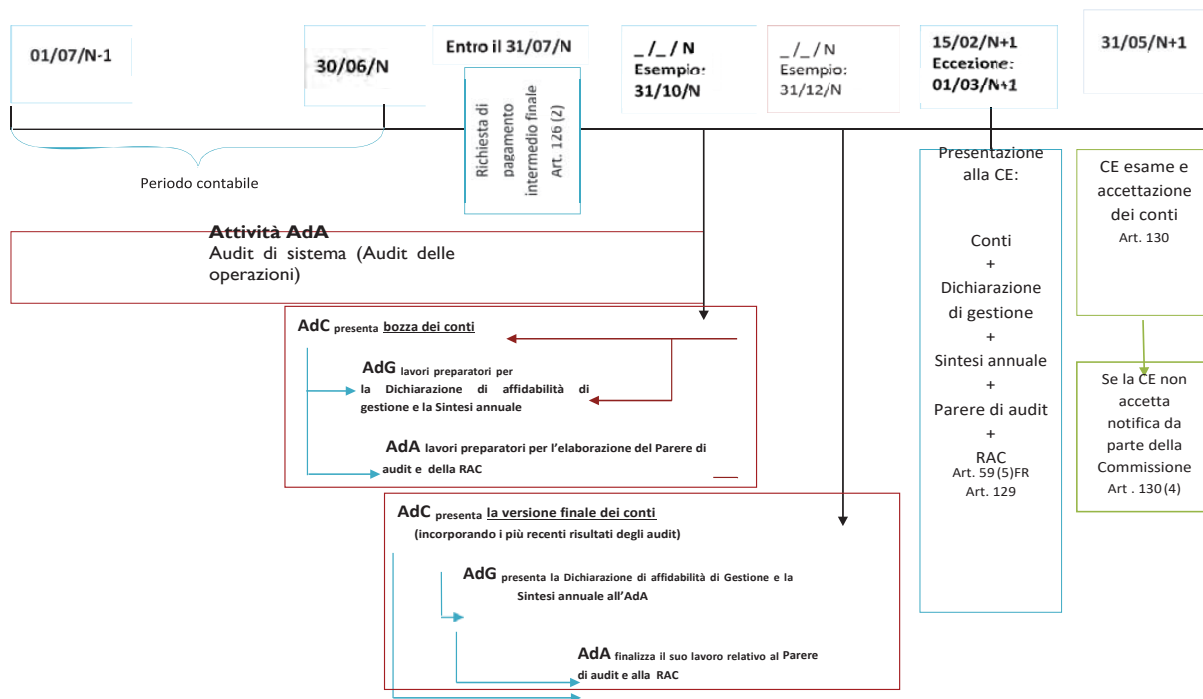 01/07/N-1
30/06/N
Entro il 31/07/N
_/_/ N
Esempio:
31/10/N
_/_/ N
Esempio:
31/12/N
15/02/N+1
Eccezione:
01/03/N+1
31/05/N+1
Periodo contabile
Richiesta di
pagamento
intermedio finale
Art. 126 (2)
Presentazione
alla CE:
Conti
+
Dichiarazione
di gestione
+
Sintesi annuale
+
Parere di audit
+
RAC
Art. 59 (5)FR
Art. 129
CE esame e
accettazione
dei conti
Art. 130
Se la CE non
accetta
notifica da
parte della
Commissione
Art . 130 (4)
Attività AdA
Audit di sistema (Audit delle
operazioni)
AdC presenta bozza dei conti
AdG lavori preparatori per
la Dichiarazione di affidabilità di
gestione e la Sintesi annuale
AdA lavori preparatori per l'elaborazione del Parere di
audit e della RAC
AdC presenta la versione finale dei conti
(incorporando i più recenti risultati degli audit)
AdG presenta la Dichiarazione di affidabilità di Gestione e la
Sintesi annuale all'AdA
AdA finalizza il suo lavoro relativo al Parere
di audit e alla RAC